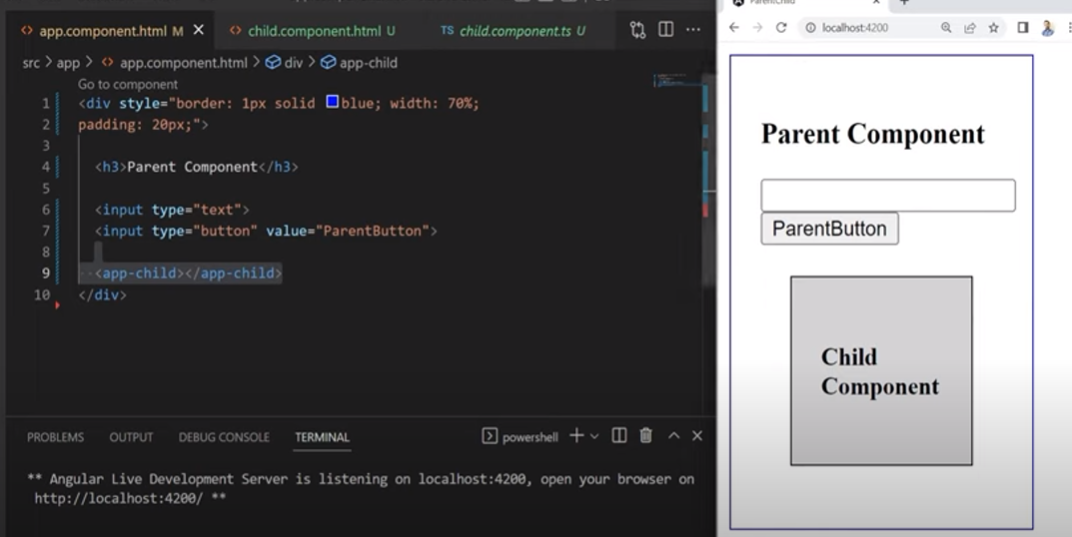 app.component.html M
child.component.html U
TS child.component.ts U
src > app > app.component.html > div > app-child
Go to component
1 <div style="border: 1px solid blue; width: 70%;
2 padding: 20px;">
3
4 <h3>Parent Component</h3>
5
6 <input type="text">
7 <input type="button" value="ParentButton">
8
9 <app-child></app-child>
10 </div>
PROBLEMS OUTPUT DEBUG CONSOLE TERMINAL powershell
** Angular Live Development Server is listening on localhost:4200, open your browser on
http://localhost:4200/ **
ParentChild
localhost:4200
Parent Component
ParentButton
Child
Component